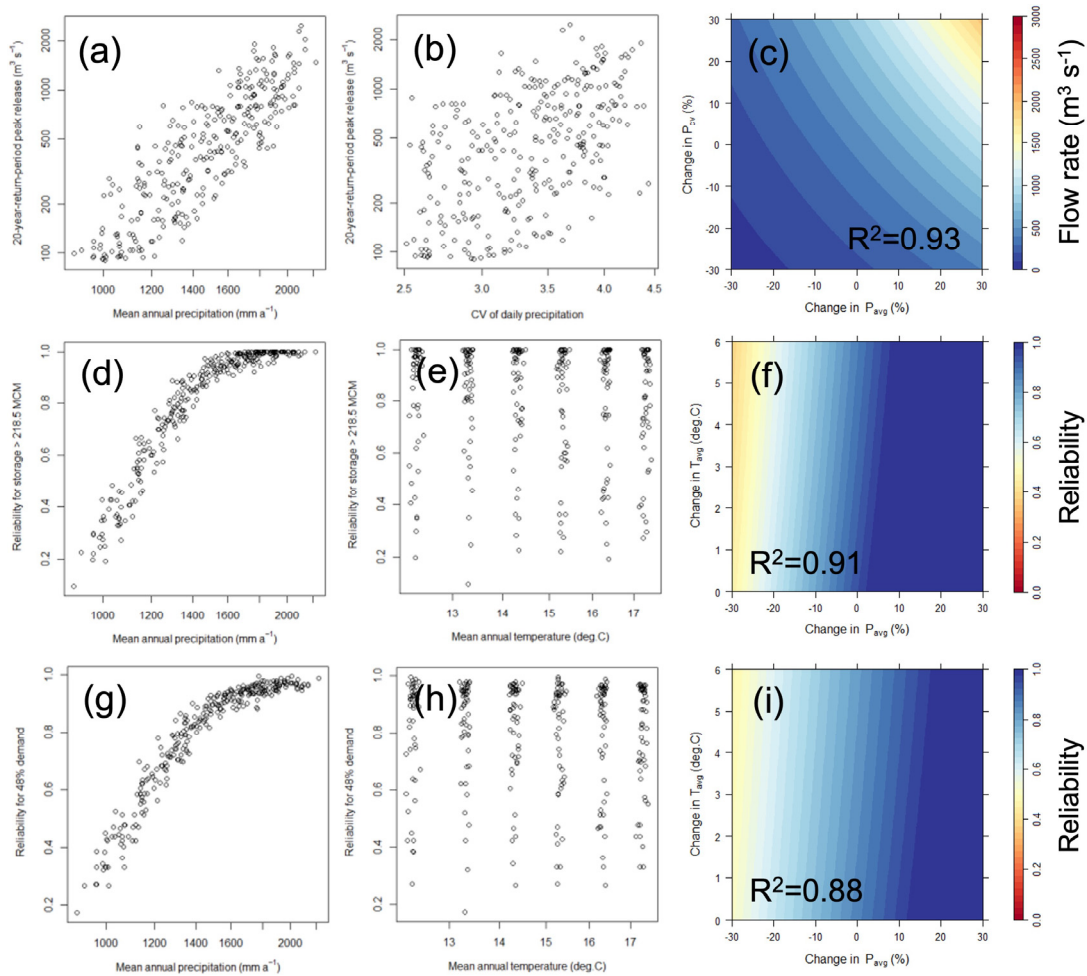 (a)
20-year-return-period peak release (m³ s⁻¹)
2000
1000
500
200
100
1000 1200 1400 1600 2000
Mean annual precipitation (mm a⁻¹)
(b)
20-year-return-period peak release (m³ s⁻¹)
2000
1000
500
200
100
2.5 3.0 3.5 4.0 4.5
CV of daily precipitation
(c)
Change in Pcv (%)
30
20
10
0
-10
-20
-30
R²=0.93
-30 -20 -10 0 10 20 30
Change in Pavg (%)
3000
2500
2000
1500
1000
500
0
Flow rate (m³ s⁻¹)
(d)
Reliability for storage > 218.5 MCM
1.0
0.8
0.6
0.4
0.2
1000 1200 1400 1600 2000
Mean annual precipitation (mm a⁻¹)
(e)
Reliability for storage > 218.5 MCM
1.0
0.8
0.6
0.4
0.2
13 14 15 16 17
Mean annual temperature (deg.C)
(f)
Change in Tavg (deg.C)
6
5
4
3
2
1
0
R²=0.91
-30 -20 -10 0 10 20 30
Change in Pavg (%)
1.0
0.8
0.6
0.4
0.2
0.0
Reliability
(g)
Reliability for 48% demand
1.0
0.8
0.6
0.4
0.2
1000 1200 1400 1600 2000
Mean annual precipitation (mm a⁻¹)
(h)
Reliability for 48% demand
1.0
0.8
0.6
0.4
0.2
13 14 15 16 17
Mean annual temperature (deg.C)
(i)
Change in Tavg (deg.C)
6
5
4
3
2
1
0
R²=0.88
-30 -20 -10 0 10 20 30
Change in Pavg (%)
1.0
0.8
0.6
0.4
0.2
0.0
Reliability